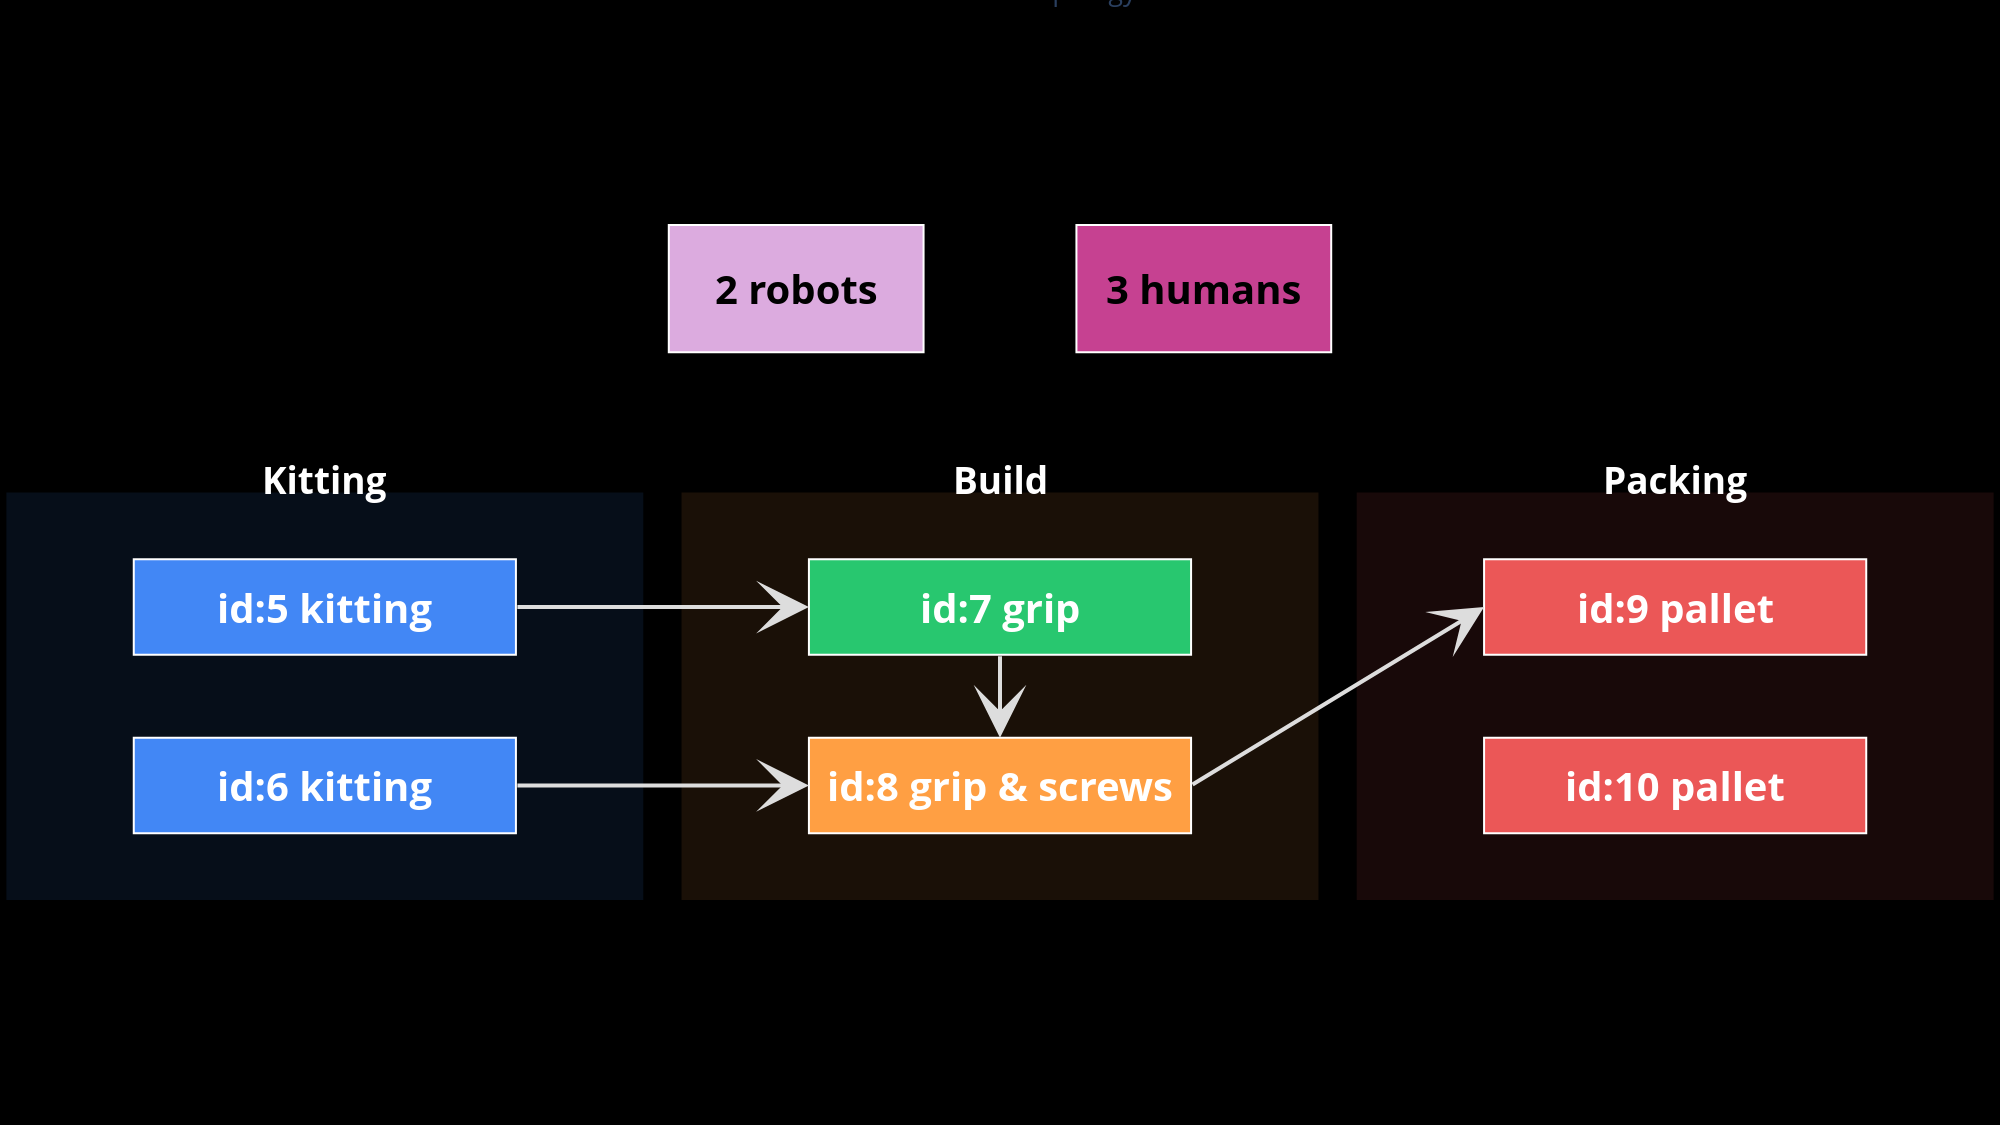 2 robots
3 humans
Kitting
Build
Packing
id:5 kitting
id:7 grip
id:9 pallet
id:6 kitting
id:8 grip & screws
id:10 pallet